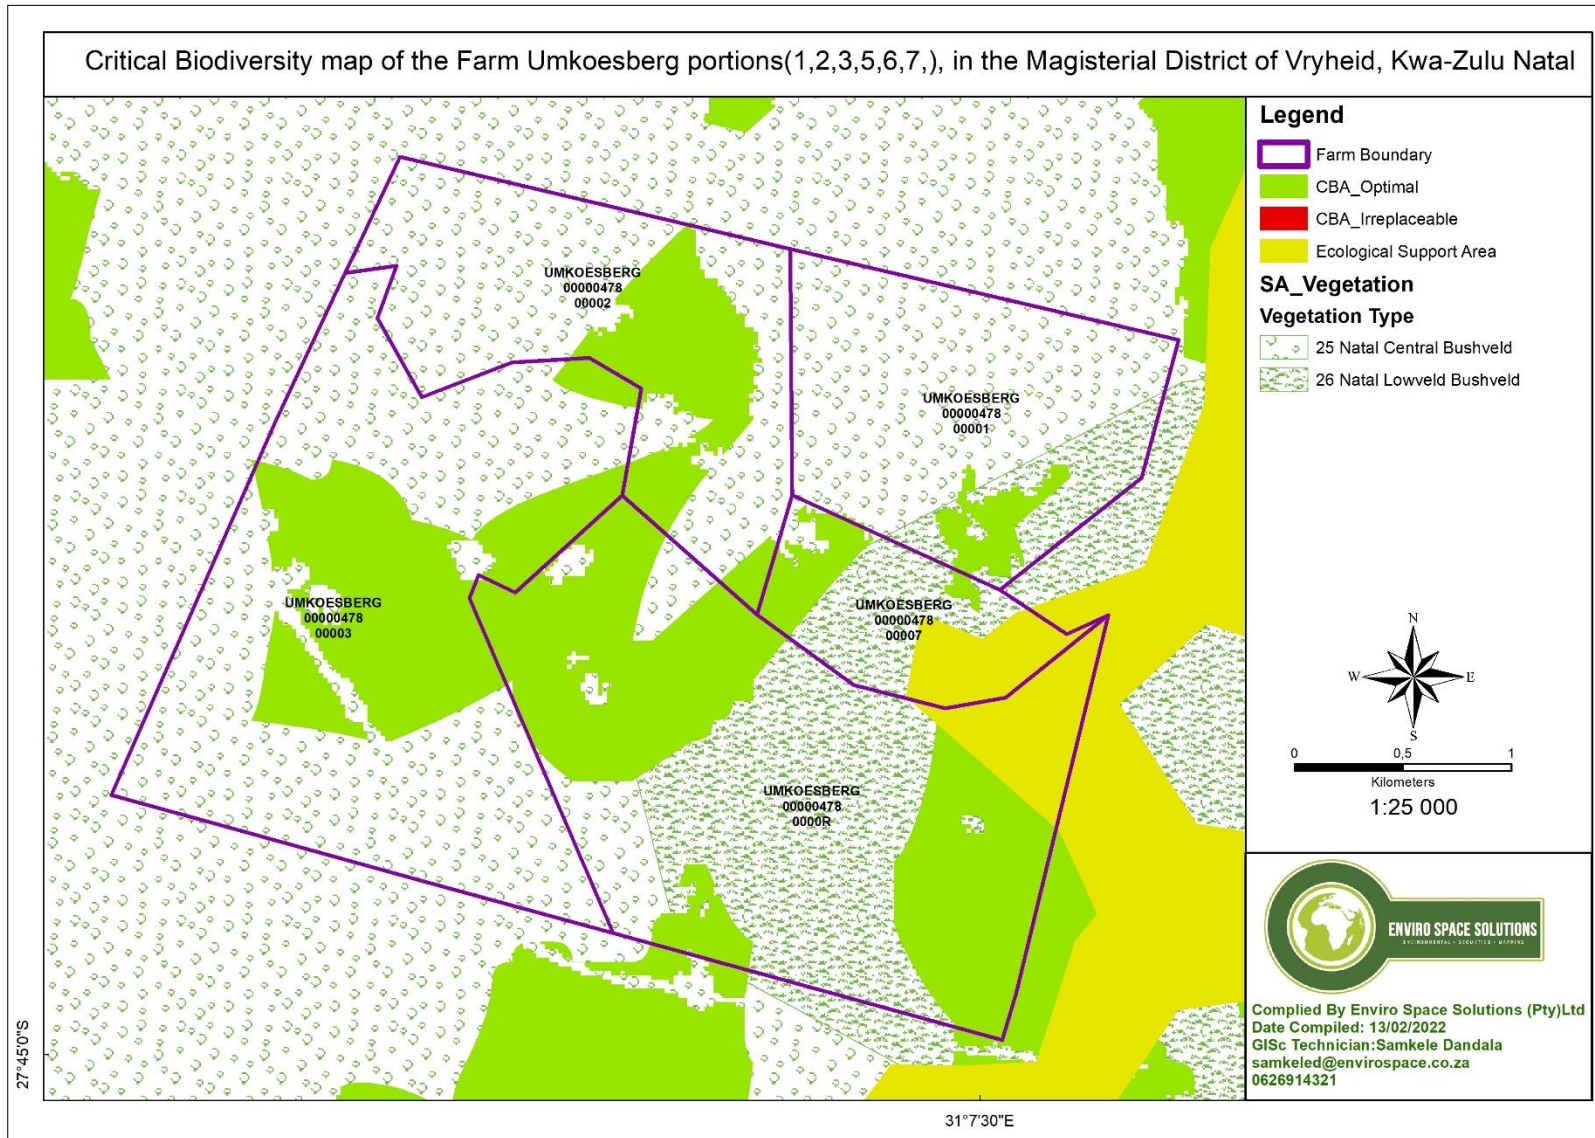 Critical Biodiversity map of the Farm Umkoesberg portions(1,2,3,5,6,7,), in the Magisterial District of Vryheid, Kwa-Zulu Natal
UMKOESBERG
00000478
00002
UMKOESBERG
00000478
00001
UMKOESBERG
00000478
00003
UMKOESBERG
00000478
00007
UMKOESBERG
00000478
0000R
27°45'0"S
31°7'30"E
Legend
Farm Boundary
CBA_Optimal
CBA_Irreplaceable
Ecological Support Area
SA_Vegetation
Vegetation Type
25 Natal Central Bushveld
26 Natal Lowveld Bushveld
N
W E
S
0 0,5 1
Kilometers
1:25 000
ENVIRO SPACE SOLUTIONS
ENVIRONMENTAL • GEOMATICS • MAPPING
Complied By Enviro Space Solutions (Pty)Ltd
Date Compiled: 13/02/2022
GISc Technician:Samkele Dandala
samkeled@envirospace.co.za
0626914321